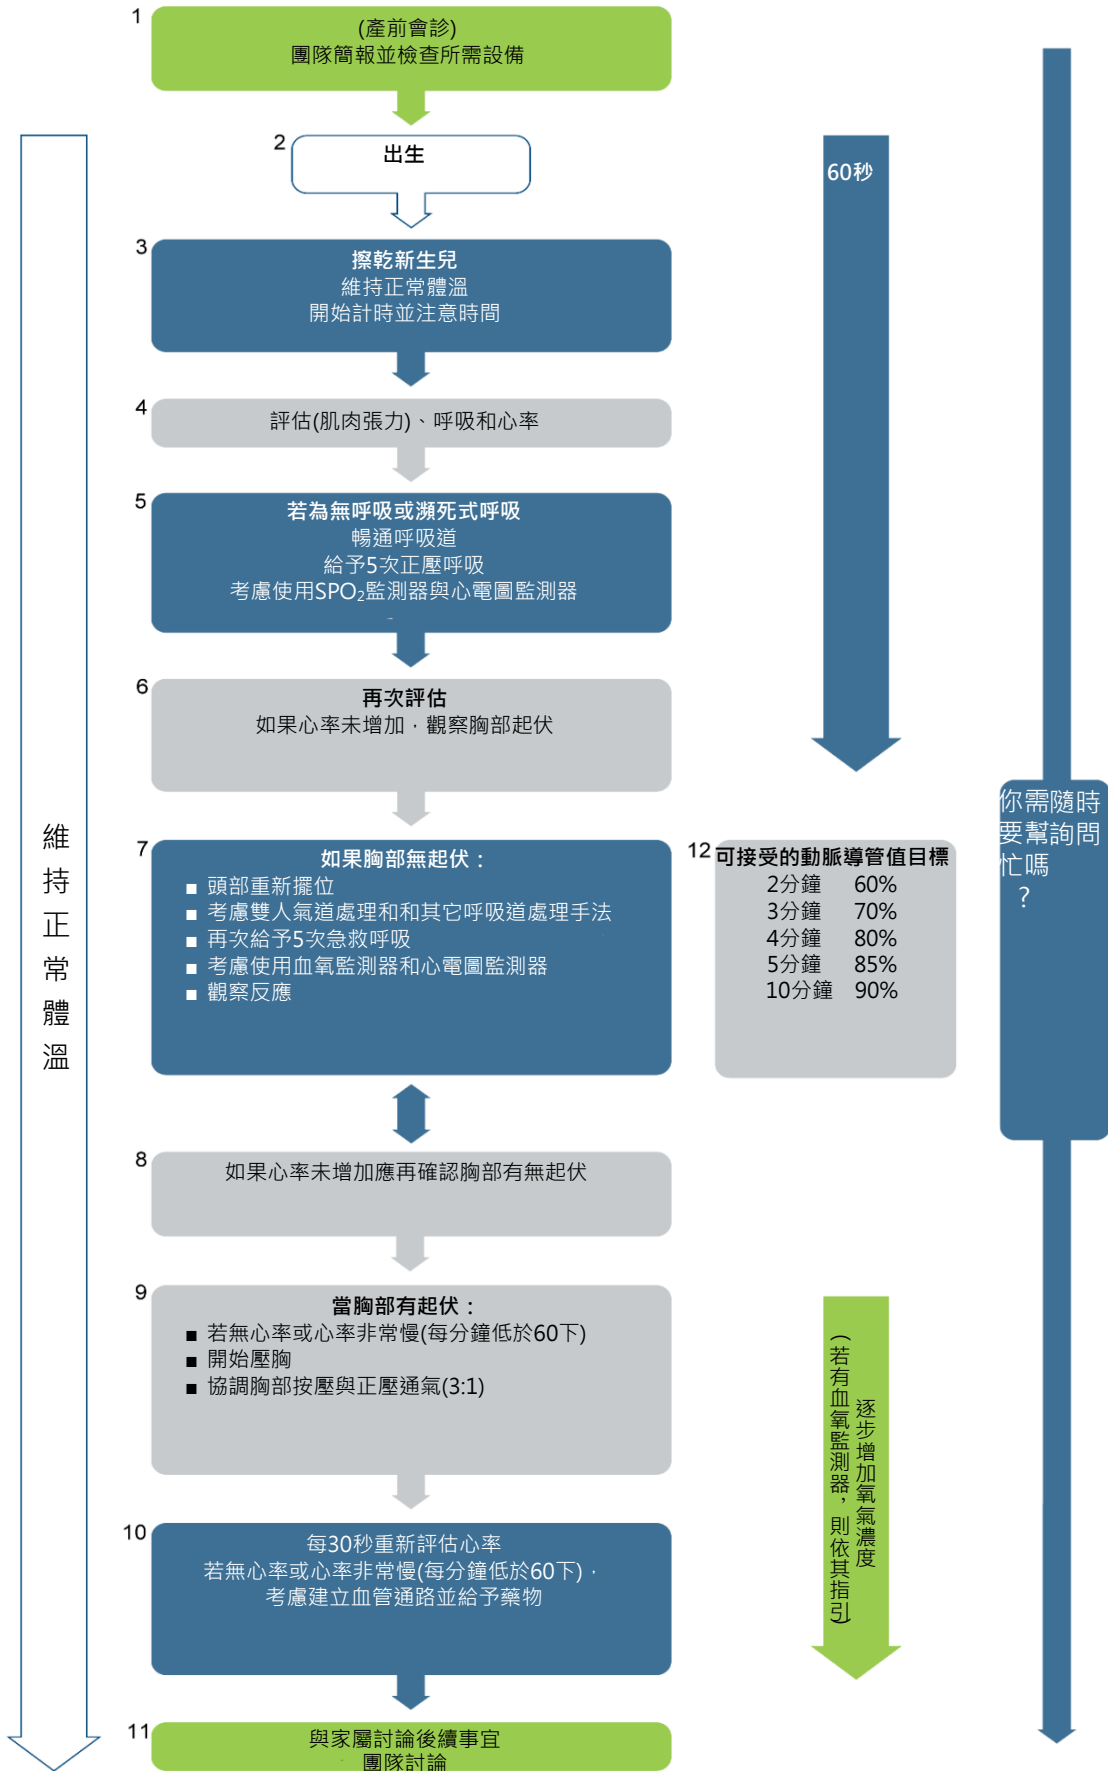 1
(產前會診)
團隊簡報並檢查所需設備
2
出生
60秒
3
擦乾新生兒
維持正常體溫
開始計時並注意時間
4
評估(肌肉張力)、呼吸和心率
5
若為無呼吸或瀕死式呼吸
暢通呼吸道
給予5次正壓呼吸
考慮使用SPO₂監測器與心電圖監測器
6
再次評估
如果心率未增加，觀察胸部起伏
維持正常體溫
7
如果胸部無起伏：
■ 頭部重新擺位
■ 考慮雙人氣道處理和和其它呼吸道處理手法
■ 再次給予5次急救呼吸
■ 考慮使用血氧監測器和心電圖監測器
■ 觀察反應
12
可接受的動脈導管值目標
2分鐘 60%
3分鐘 70%
4分鐘 80%
5分鐘 85%
10分鐘 90%
你需隨時
要幫詢問
忙嗎
？
8
如果心率未增加應再確認胸部有無起伏
9
當胸部有起伏：
■ 若無心率或心率非常慢(每分鐘低於60下)
■ 開始壓胸
■ 協調胸部按壓與正壓通氣(3:1)
逐步增加氧氣濃度
(若有血氧監測器，則依其指引)
10
每30秒重新評估心率
若無心率或心率非常慢(每分鐘低於60下)，
考慮建立血管通路並給予藥物
11
與家屬討論後續事宜
團隊討論